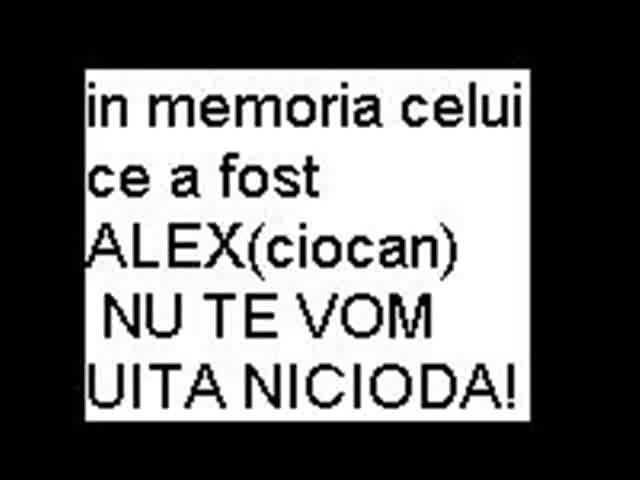 in memoria celui
ce a fost
ALEX(ciocan)
NU TE VOM
UITA NICIODA!